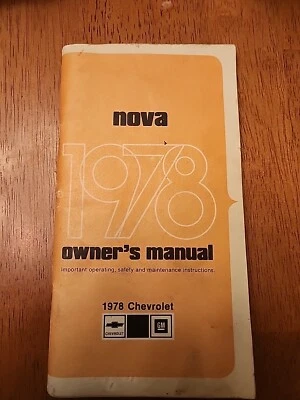 nova
1978
owner's manual
Important operating, safety and maintenance instructions.
1978 Chevrolet
CHEVROLET
GM